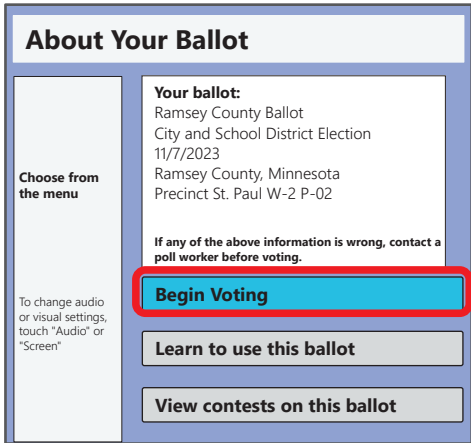 About Your Ballot
Choose from
the menu
To change audio
or visual settings,
touch "Audio" or
"Screen"
Your ballot:
Ramsey County Ballot
City and School District Election
11/7/2023
Ramsey County, Minnesota
Precinct St. Paul W-2 P-02
If any of the above information is wrong, contact a
poll worker before voting.
Begin Voting
Learn to use this ballot
View contests on this ballot